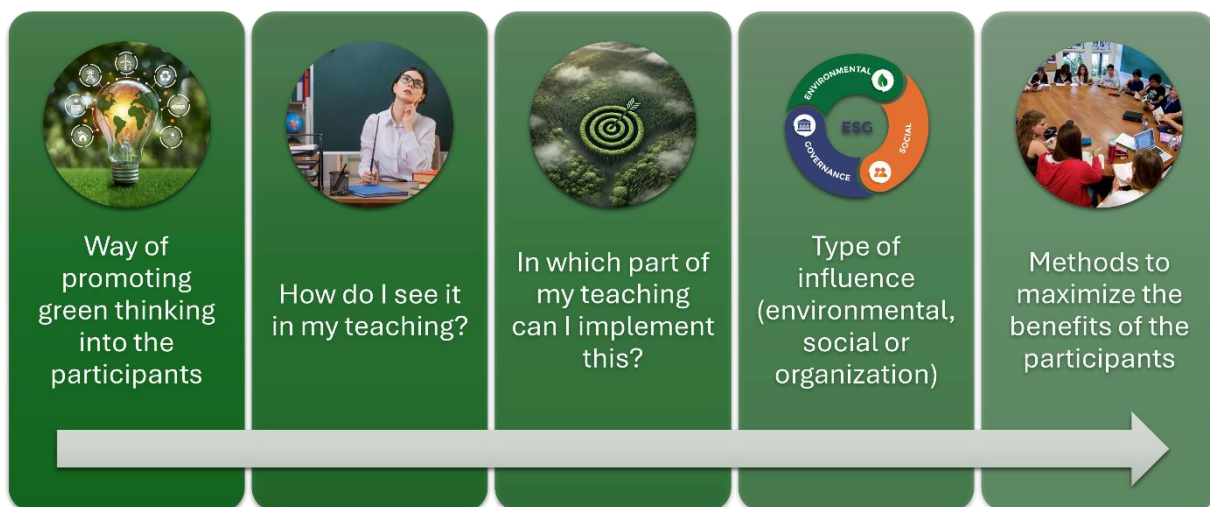 Way of
promoting
green thinking
into the
participants
How do I see it
in my teaching?
In which part of
my teaching
can I implement
this?
ENVIRONMENTAL
SOCIAL
GOVERNANCE
ESG
Type of
influence
(environmental,
social or
organization)
Methods to
maximize the
benefits of the
participants